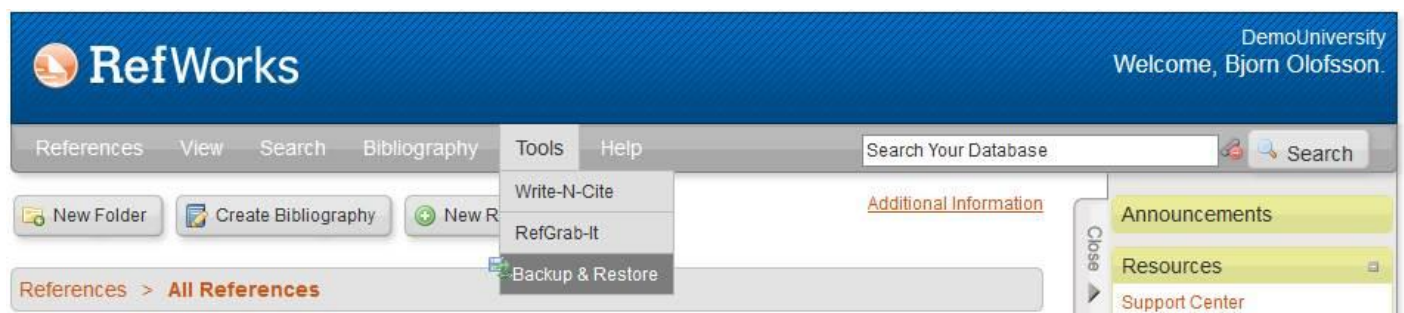 RefWorks
DemoUniversity
Welcome, Bjorn Olofsson.
References View Search Bibliography Tools Help
Search Your Database
Search
Write-N-Cite
RefGrab-It
Backup & Restore
New Folder
Create Bibliography
New R
Additional Information
References > All References
Close
Announcements
Resources
Support Center